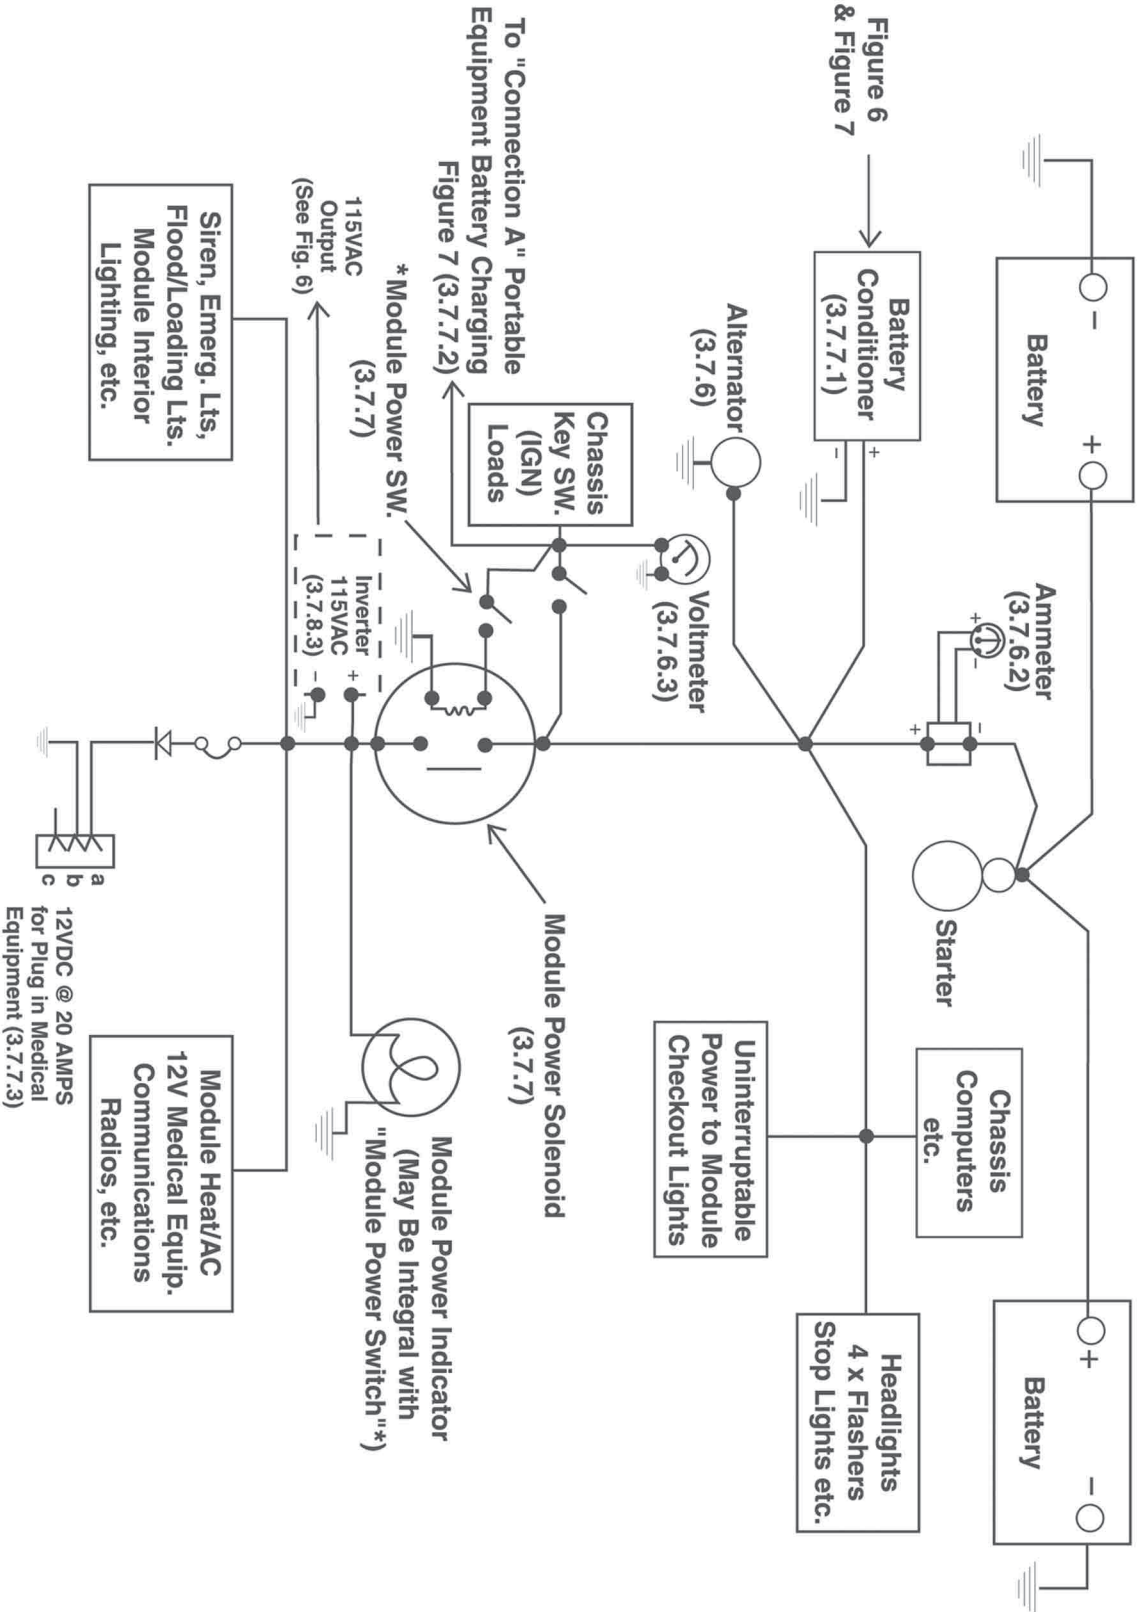 Battery
−
+
Battery
+
−
Figure 6
& Figure 7
Battery
Conditioner
(3.7.7.1)
+
−
Ammeter
(3.7.6.2)
+
−
+
−
Starter
Chassis
Computers
etc.
Headlights
4 x Flashers
Stop Lights etc.
Alternator
(3.7.6)
Voltmeter
(3.7.6.3)
Uninterruptable
Power to Module
Checkout Lights
To "Connection A" Portable
Equipment Battery Charging
Figure 7 (3.7.7.2)
Chassis
Key SW.
(IGN)
Loads
Module Power Solenoid
(3.7.7)
*Module Power SW.
(3.7.7)
Module Power Indicator
(May Be Integral with
"Module Power Switch"*)
115VAC
Output
(See Fig. 6)
Inverter
115VAC
(3.7.8.3)
+
−
Siren, Emerg. Lts,
Flood/Loading Lts.
Module Interior
Lighting, etc.
Module Heat/AC
12V Medical Equip.
Communications
Radios, etc.
a
b
c
12VDC @ 20 AMPS
for Plug in Medical
Equipment (3.7.7.3)